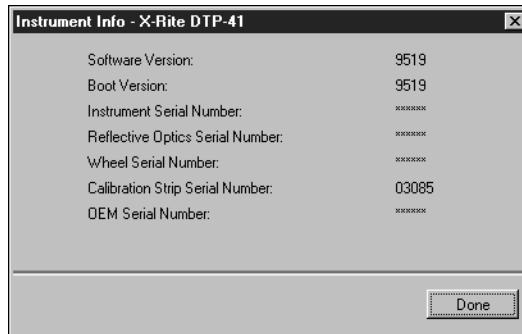 Instrument Info - X-Rite DTP-41
Software Version: 9519
Boot Version: 9519
Instrument Serial Number: ******
Reflective Optics Serial Number: ******
Wheel Serial Number: ******
Calibration Strip Serial Number: 03085
OEM Serial Number: ******
Done